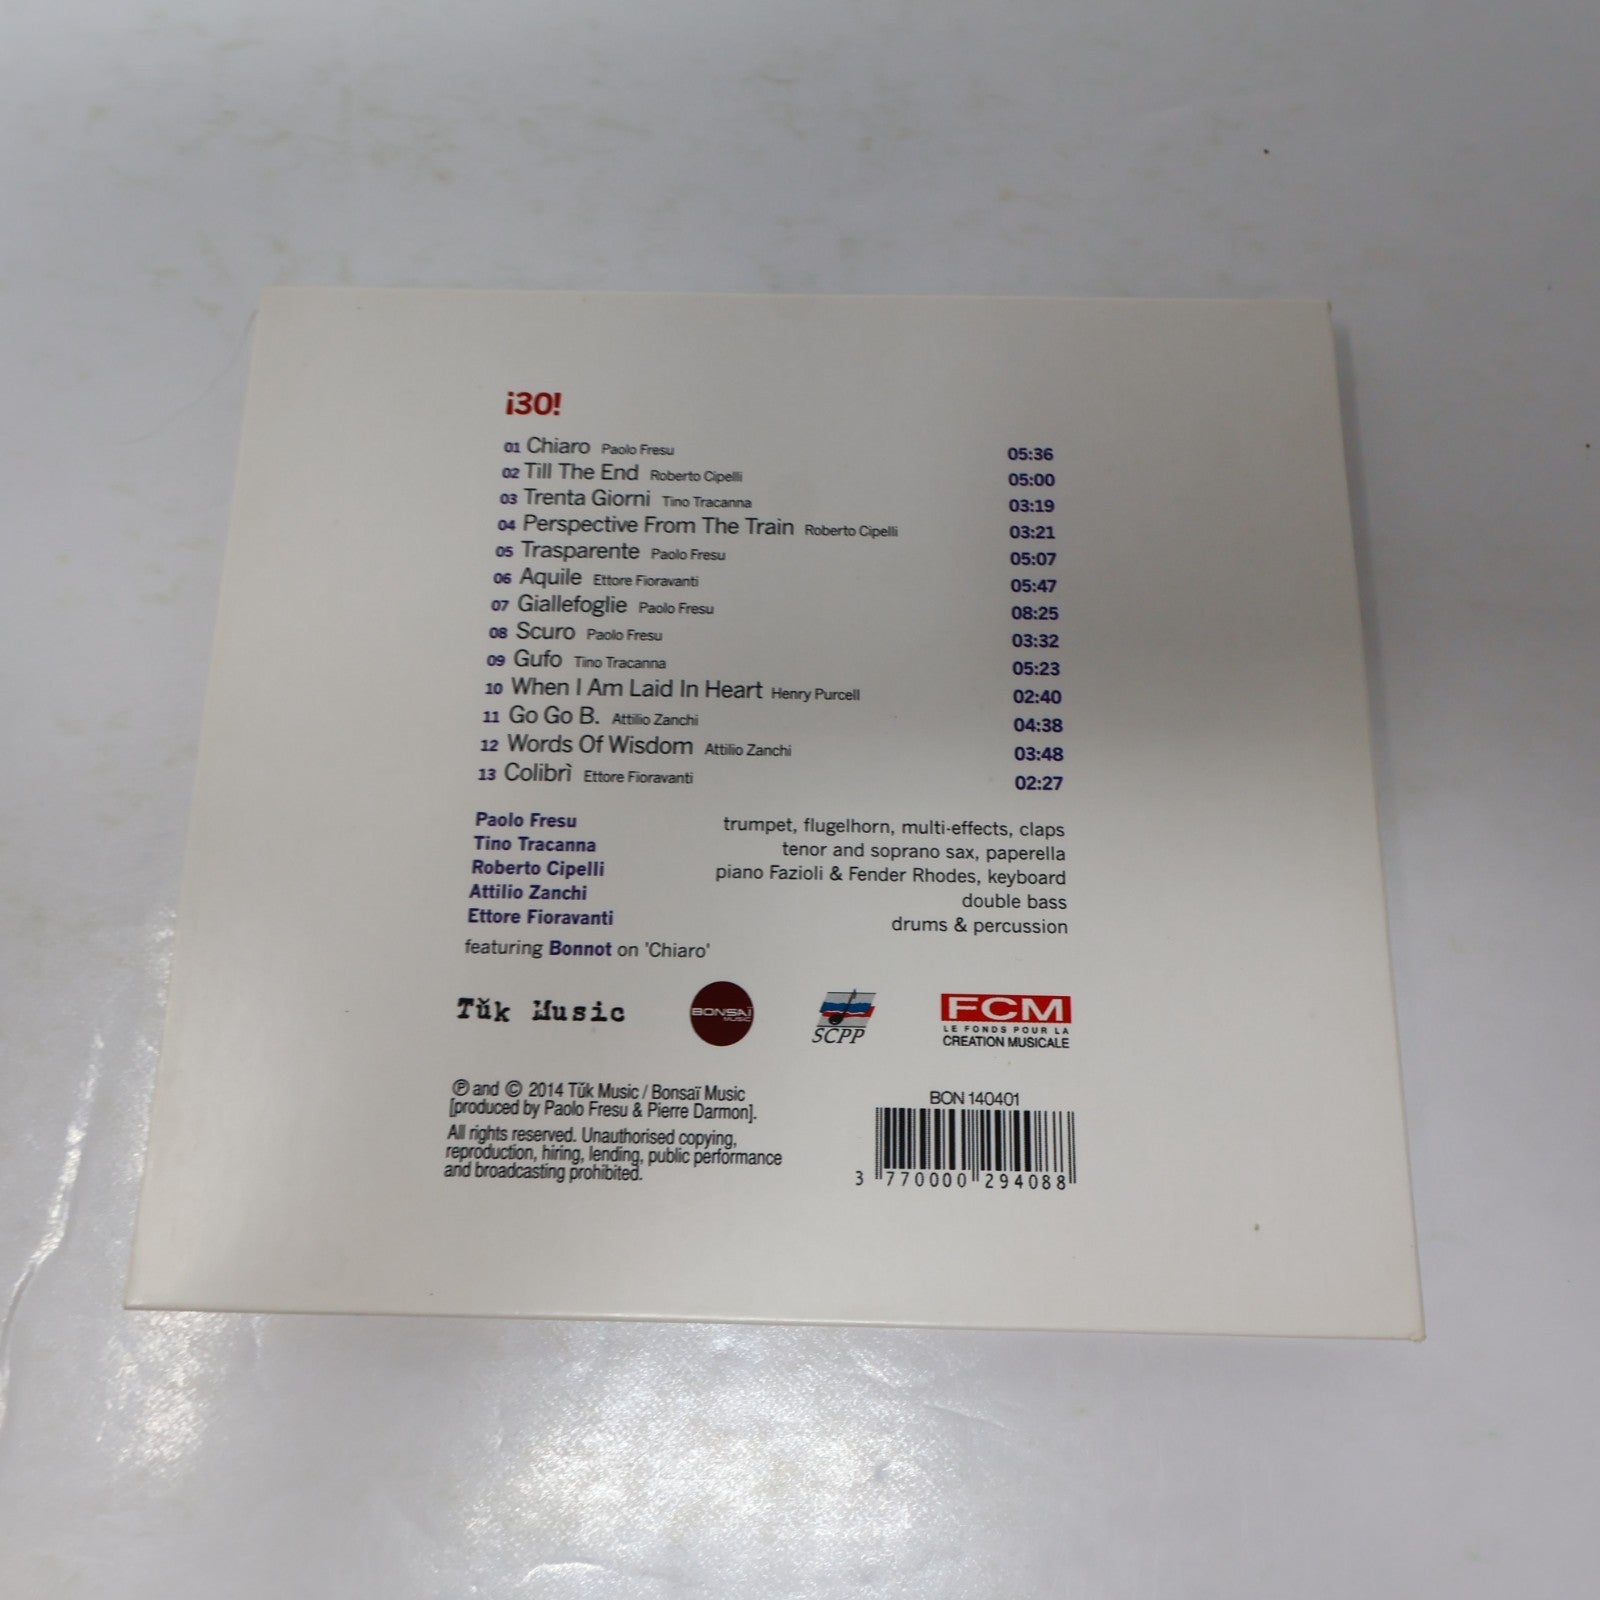 ¡30!
01 Chiaro Paolo Fresu 05:36
02 Till The End Roberto Cipelli 05:00
03 Trenta Giorni Tino Tracanna 03:19
04 Perspective From The Train Roberto Cipelli 03:21
05 Trasparente Paolo Fresu 05:07
06 Aquile Ettore Fioravanti 05:47
07 Giallefoglie Paolo Fresu 08:25
08 Scuro Paolo Fresu 03:32
09 Gufo Tino Tracanna 05:23
10 When I Am Laid In Heart Henry Purcell 02:40
11 Go Go B. Attilio Zanchi 04:38
12 Words Of Wisdom Attilio Zanchi 03:48
13 Colibrì Ettore Fioravanti 02:27
Paolo Fresu trumpet, flugelhorn, multi-effects, claps
Tino Tracanna tenor and soprano sax, paperella
Roberto Cipelli piano Fazioli & Fender Rhodes, keyboard
Attilio Zanchi double bass
Ettore Fioravanti drums & percussion
featuring Bonnot on 'Chiaro'
Tǔk Music
BONSAÏ
MUSIC
SCPP
FCM
LE FONDS POUR LA
CREATION MUSICALE
℗ and © 2014 Tǔk Music / Bonsaï Music
[produced by Paolo Fresu & Pierre Darmon].
All rights reserved. Unauthorised copying,
reproduction, hiring, lending, public performance
and broadcasting prohibited.
BON 140401
3 770000 294088